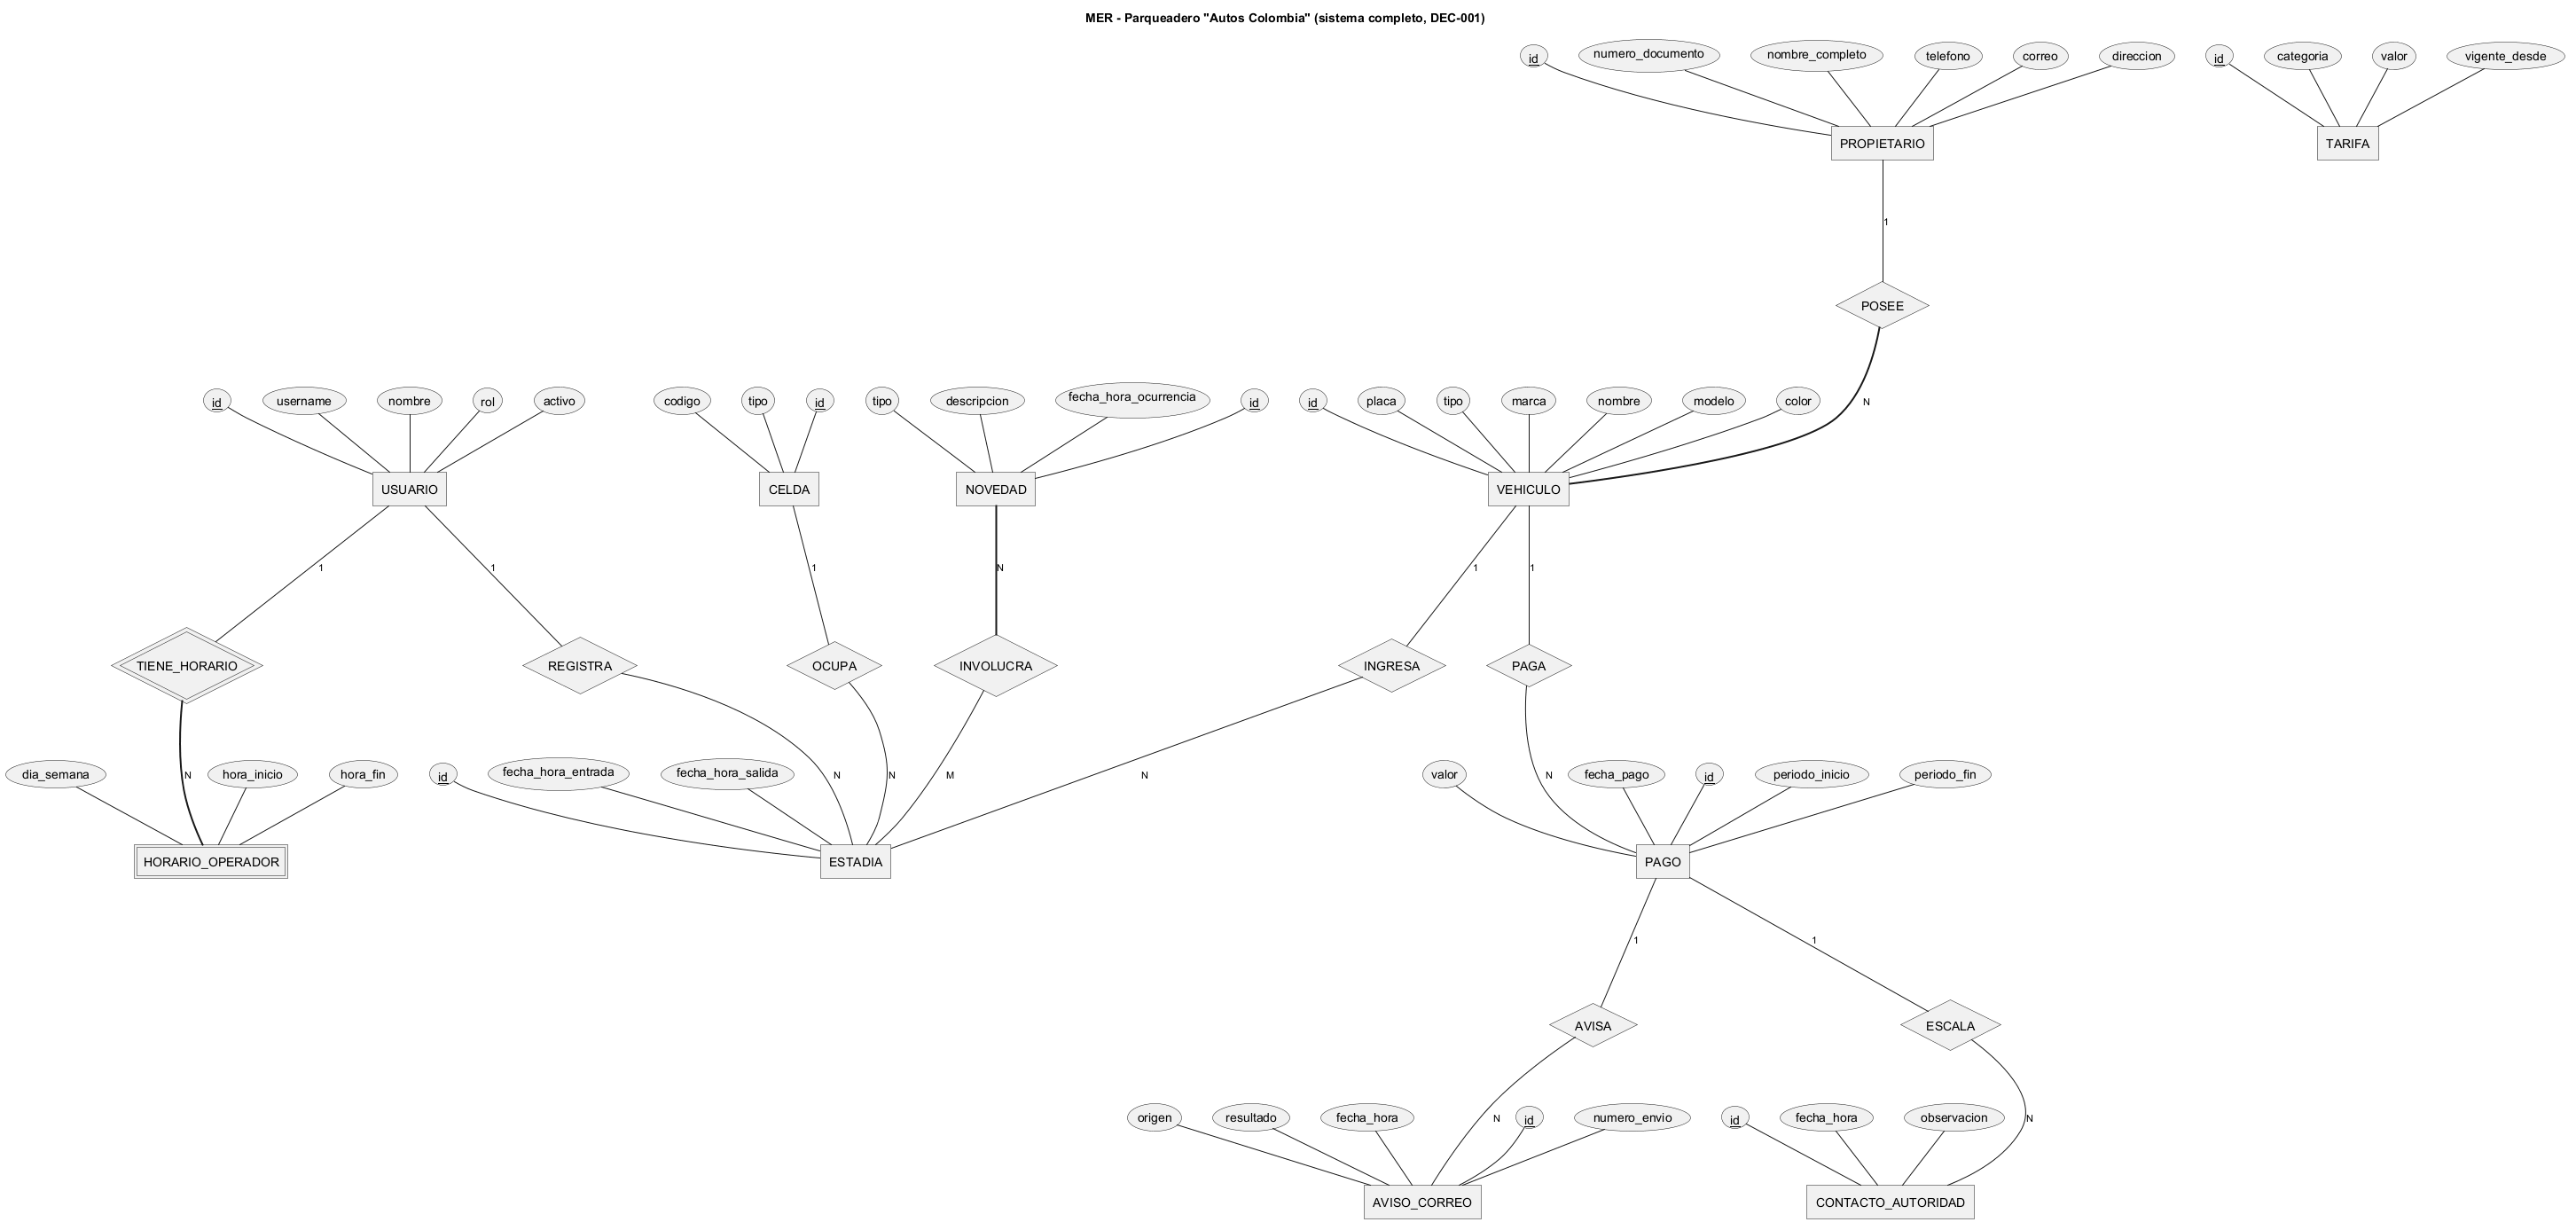 MER - Parqueadero "Autos Colombia" (sistema completo, DEC-001)
id
numero_documento
nombre_completo
telefono
correo
direccion
id
categoria
valor
vigente_desde
PROPIETARIO
TARIFA
1
POSEE
id
username
nombre
rol
activo
codigo
tipo
id
tipo
descripcion
fecha_hora_ocurrencia
id
id
placa
tipo
marca
nombre
modelo
color
N
USUARIO
CELDA
NOVEDAD
VEHICULO
1
1
1
N
1
1
TIENE_HORARIO
REGISTRA
OCUPA
INVOLUCRA
INGRESA
PAGA
dia_semana
N
hora_inicio
hora_fin
id
fecha_hora_entrada
fecha_hora_salida
N
N
M
N
valor
N
fecha_pago
id
periodo_inicio
periodo_fin
HORARIO_OPERADOR
ESTADIA
PAGO
1
1
AVISA
ESCALA
origen
resultado
fecha_hora
N
id
numero_envio
id
fecha_hora
observacion
N
AVISO_CORREO
CONTACTO_AUTORIDAD